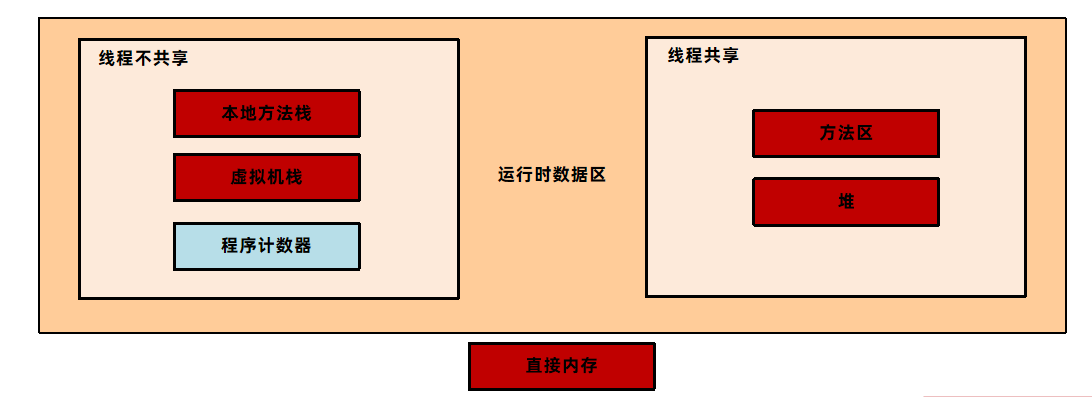 线程不共享
本地方法栈
虚拟机栈
程序计数器
运行时数据区
线程共享
方法区
堆
直接内存